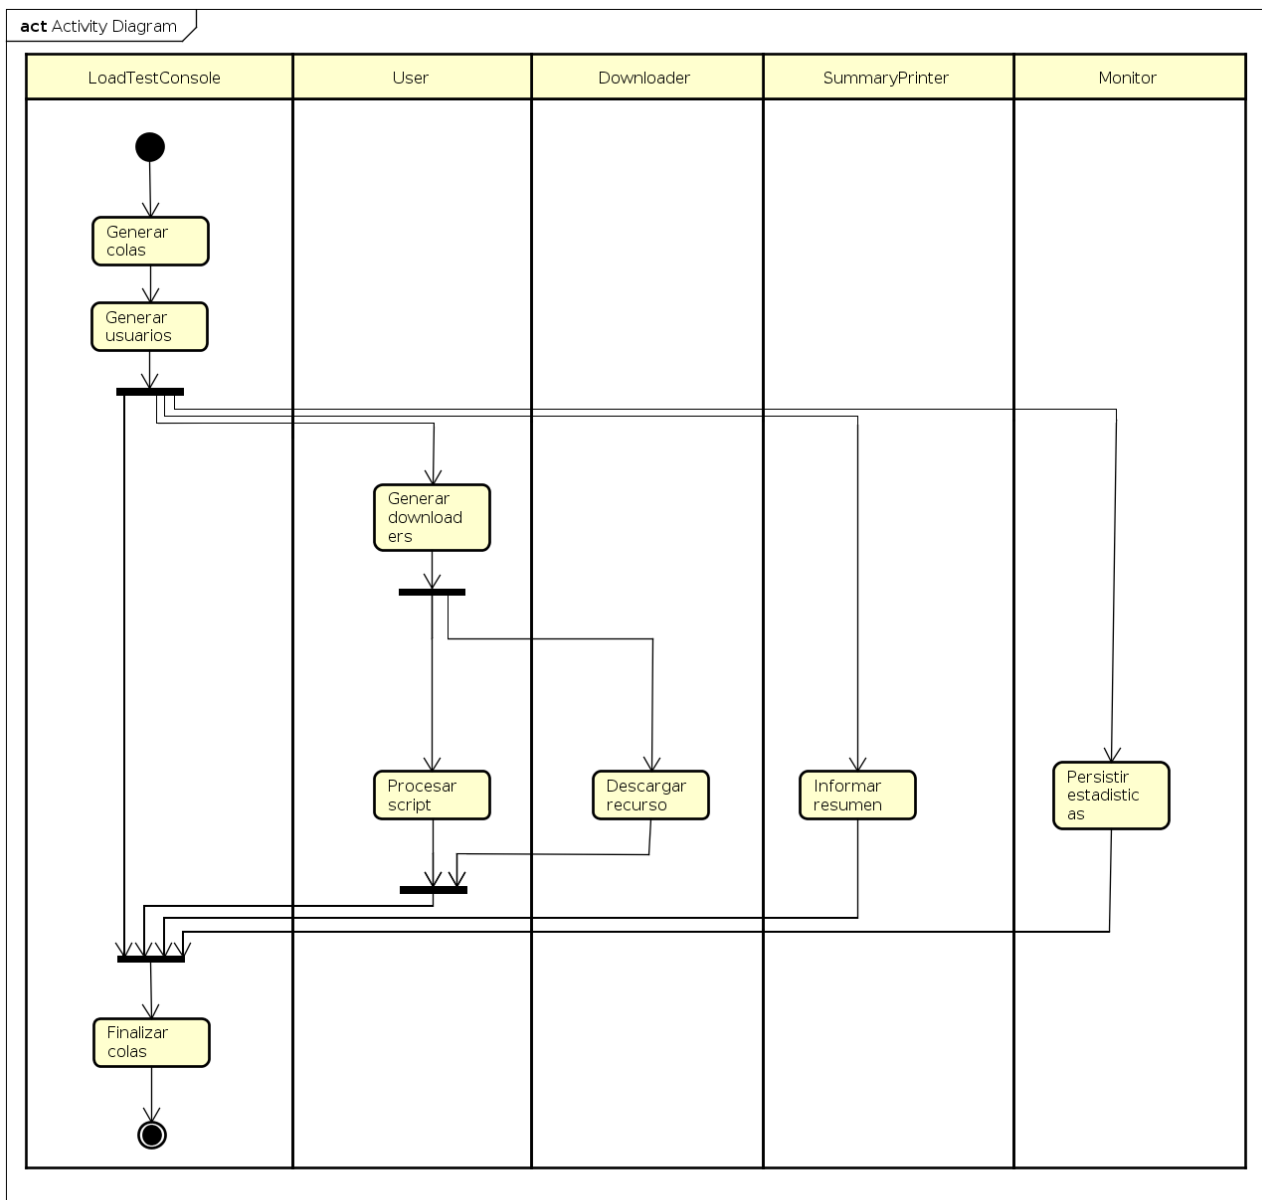 act Activity Diagram
LoadTestConsole
User
Downloader
SummaryPrinter
Monitor
Generar
colas
Generar
usuarios
Generar
download
ers
Procesar
script
Descargar
recurso
Informar
resumen
Persistir
estadistic
as
Finalizar
colas